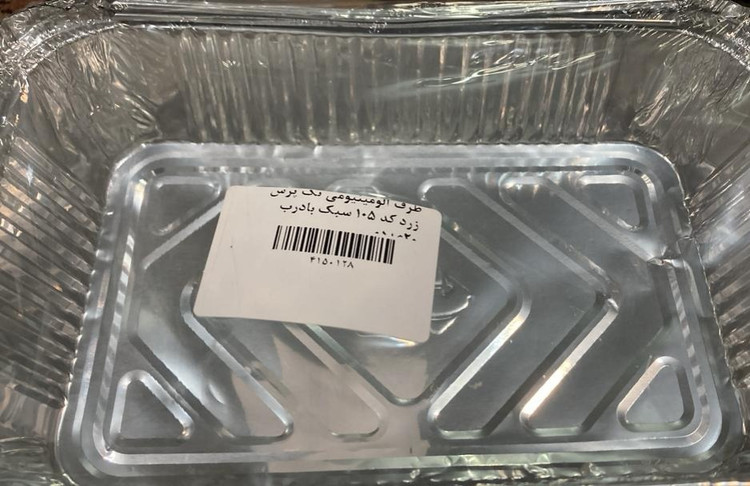 ظرف آلومینیومی تک پرس
زرد کد ۱۰۵ سبک بادرب
۳۱۵۰۱۲۸